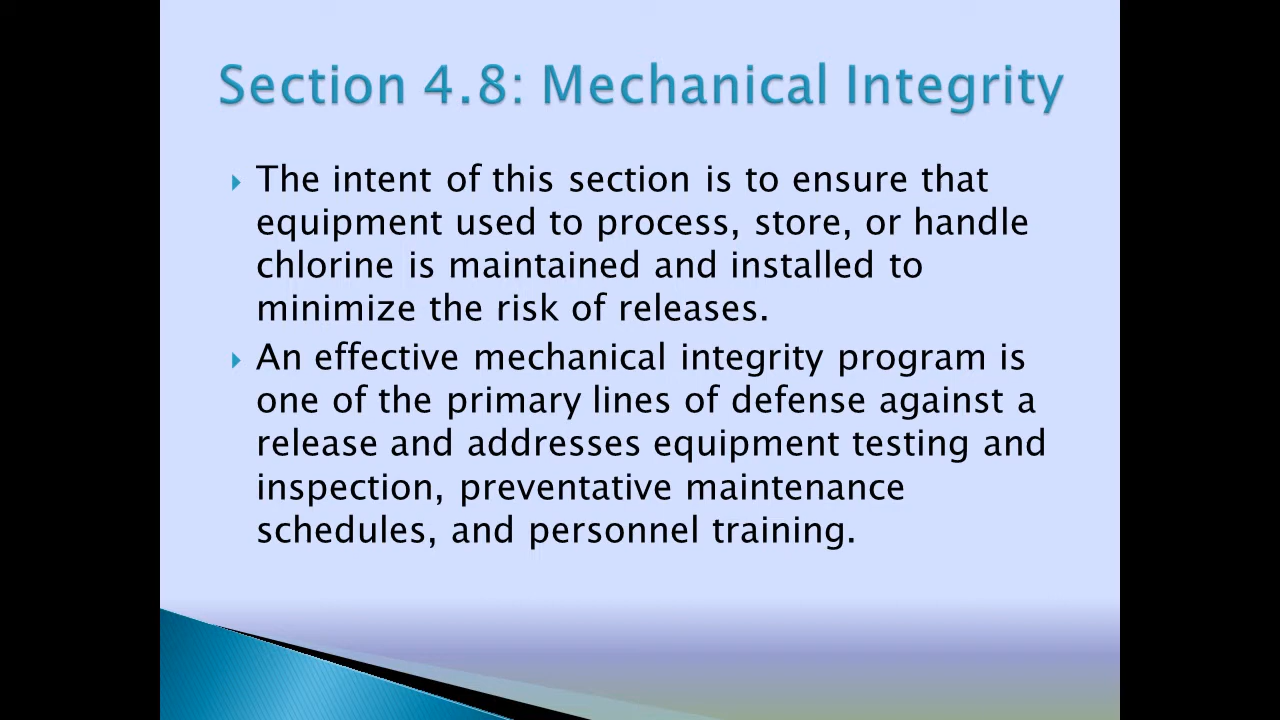 Section 4.8: Mechanical Integrity
The intent of this section is to ensure that
equipment used to process, store, or handle
chlorine is maintained and installed to
minimize the risk of releases.
An effective mechanical integrity program is
one of the primary lines of defense against a
release and addresses equipment testing and
inspection, preventative maintenance
schedules, and personnel training.